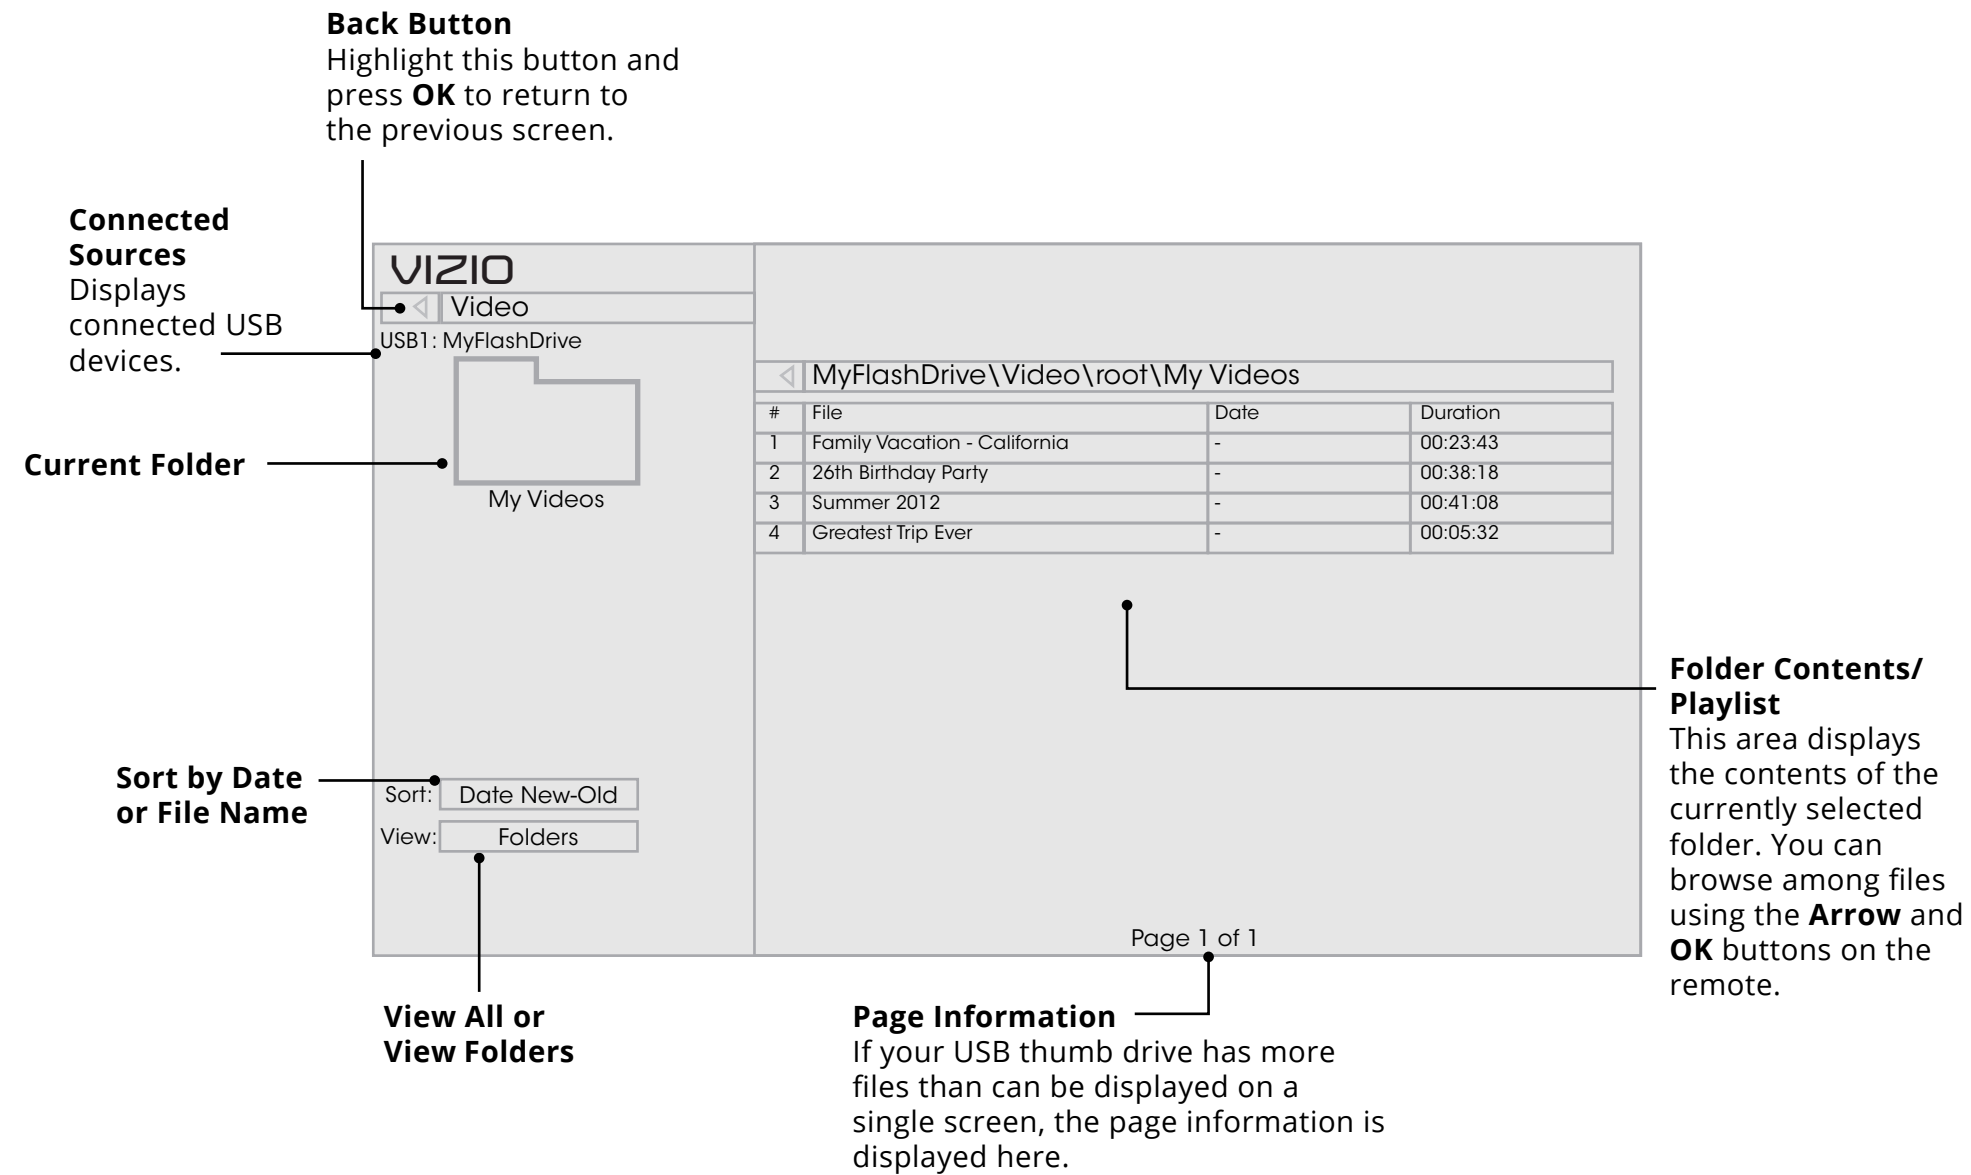 Back Button
Highlight this button and
press OK to return to
the previous screen.
Connected
Sources
Displays
connected USB
devices.
Current Folder
Sort by Date
or File Name
VIZIO
Video
USB1: MyFlashDrive
My Videos
Sort: Date New-Old
View: Folders
MyFlashDrive\Video\root\My Videos
# File Date Duration
1 Family Vacation - California - 00:23:43
2 26th Birthday Party - 00:38:18
3 Summer 2012 - 00:41:08
4 Greatest Trip Ever - 00:05:32
Page 1 of 1
Folder Contents/
Playlist
This area displays
the contents of the
currently selected
folder. You can
browse among files
using the Arrow and
OK buttons on the
remote.
View All or
View Folders
Page Information
If your USB thumb drive has more
files than can be displayed on a
single screen, the page information is
displayed here.